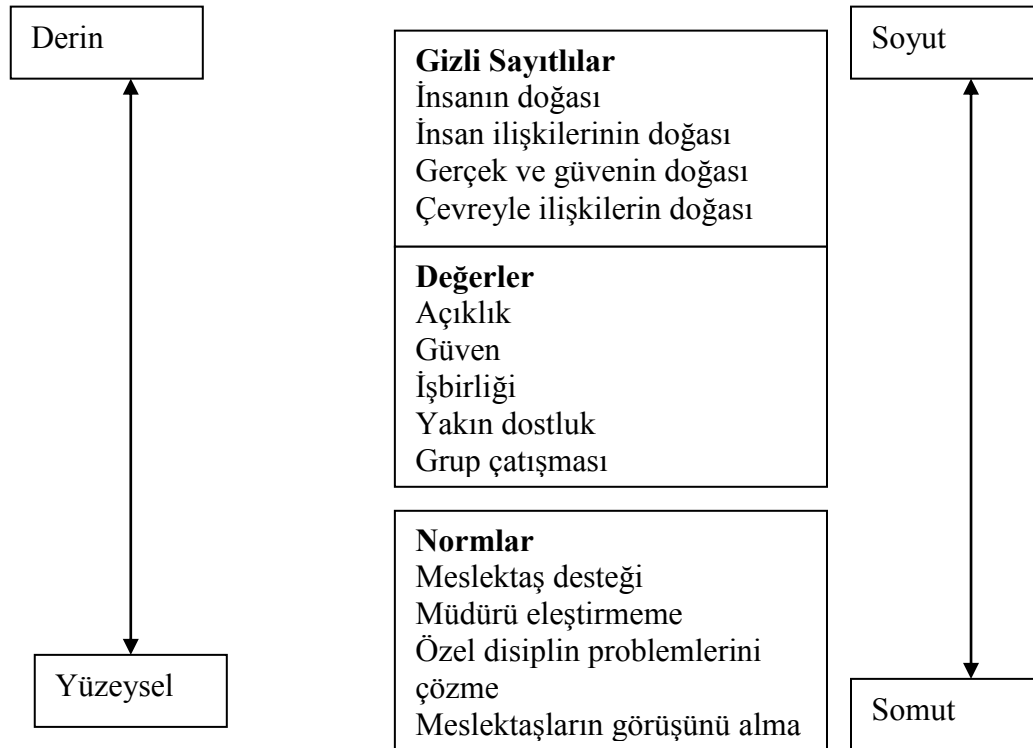 Derin
Gizli Sayıtlılar
İnsanın doğası
İnsan ilişkilerinin doğası
Gerçek ve güvenin doğası
Çevreyle ilişkilerin doğası
Değerler
Açıklık
Güven
İşbirliği
Yakın dostluk
Grup çatışması
Normlar
Meslektaş desteği
Müdürü eleştirmeme
Özel disiplin problemlerini
çözme
Meslektaşların görüşünü alma
Yüzeysel
Soyut
Somut